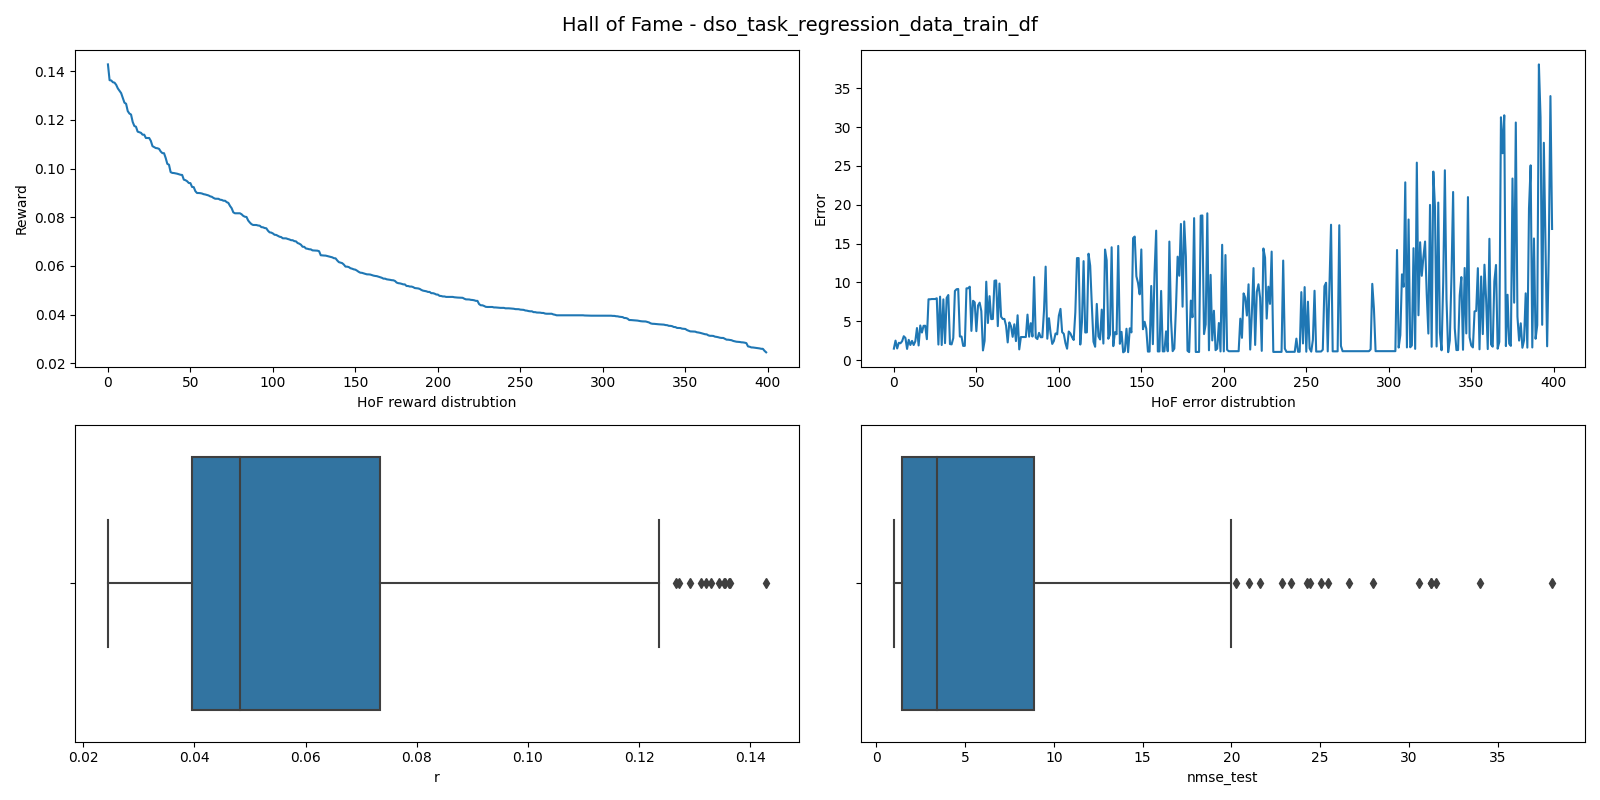 Hall of Fame - dso_task_regression_data_train_df
0.14
0.12
0.10
0.08
0.06
0.04
0.02
Reward
0 50 100 150 200 250 300 350 400
HoF reward distrubtion
35
30
25
20
15
10
5
0
Error
0 50 100 150 200 250 300 350 400
HoF error distrubtion
0.02 0.04 0.06 0.08 0.10 0.12 0.14
r
0 5 10 15 20 25 30 35
nmse_test